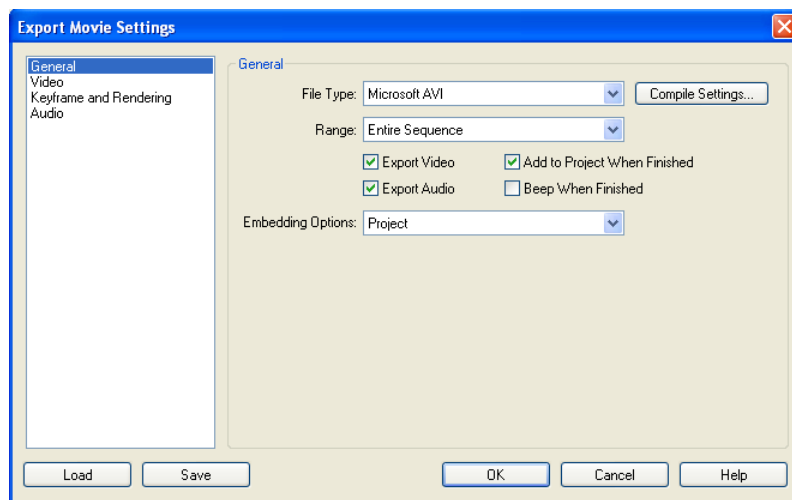 Export Movie Settings
General
Video
Keyframe and Rendering
Audio
General
File Type: Microsoft AVI Compile Settings...
Range: Entire Sequence
Export Video Add to Project When Finished
Export Audio Beep When Finished
Embedding Options: Project
Load Save OK Cancel Help